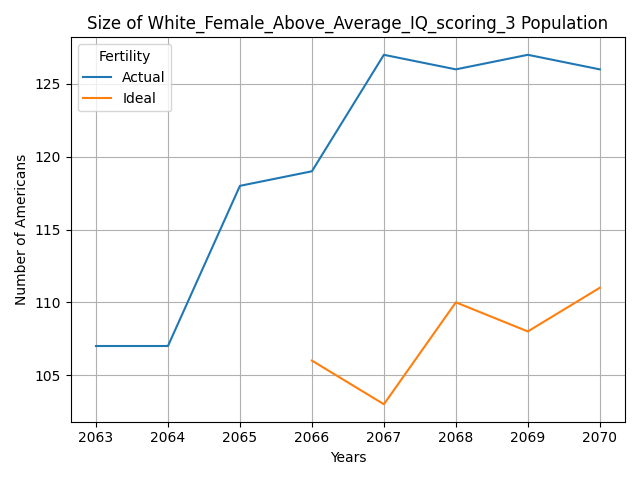 Size of White_Female_Above_Average_IQ_scoring_3 Population
Fertility
Actual
Ideal
125
120
115
110
105
Number of Americans
2063 2064 2065 2066 2067 2068 2069 2070
Years